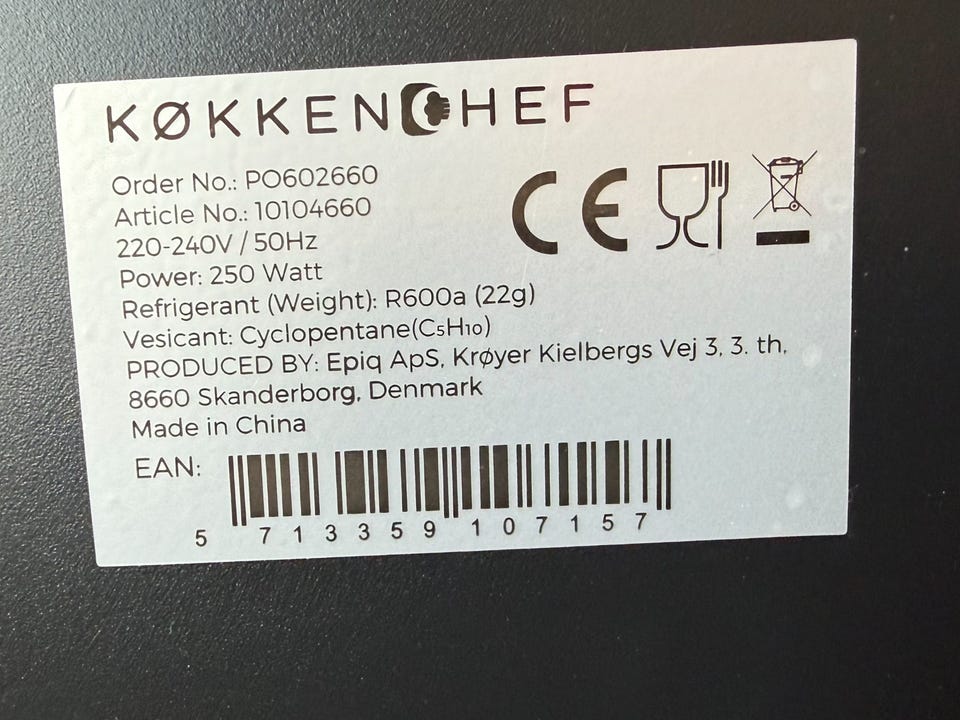 KØKKENCHEF
Order No.: PO602660
Article No.: 10104660
220-240V / 50Hz
Power: 250 Watt
Refrigerant (Weight): R600a (22g)
Vesicant: Cyclopentane(C₅H₁₀)
PRODUCED BY: Epiq ApS, Krøyer Kielbergs Vej 3, 3. th,
8660 Skanderborg, Denmark
Made in China
EAN:
5 713359 107157
CE